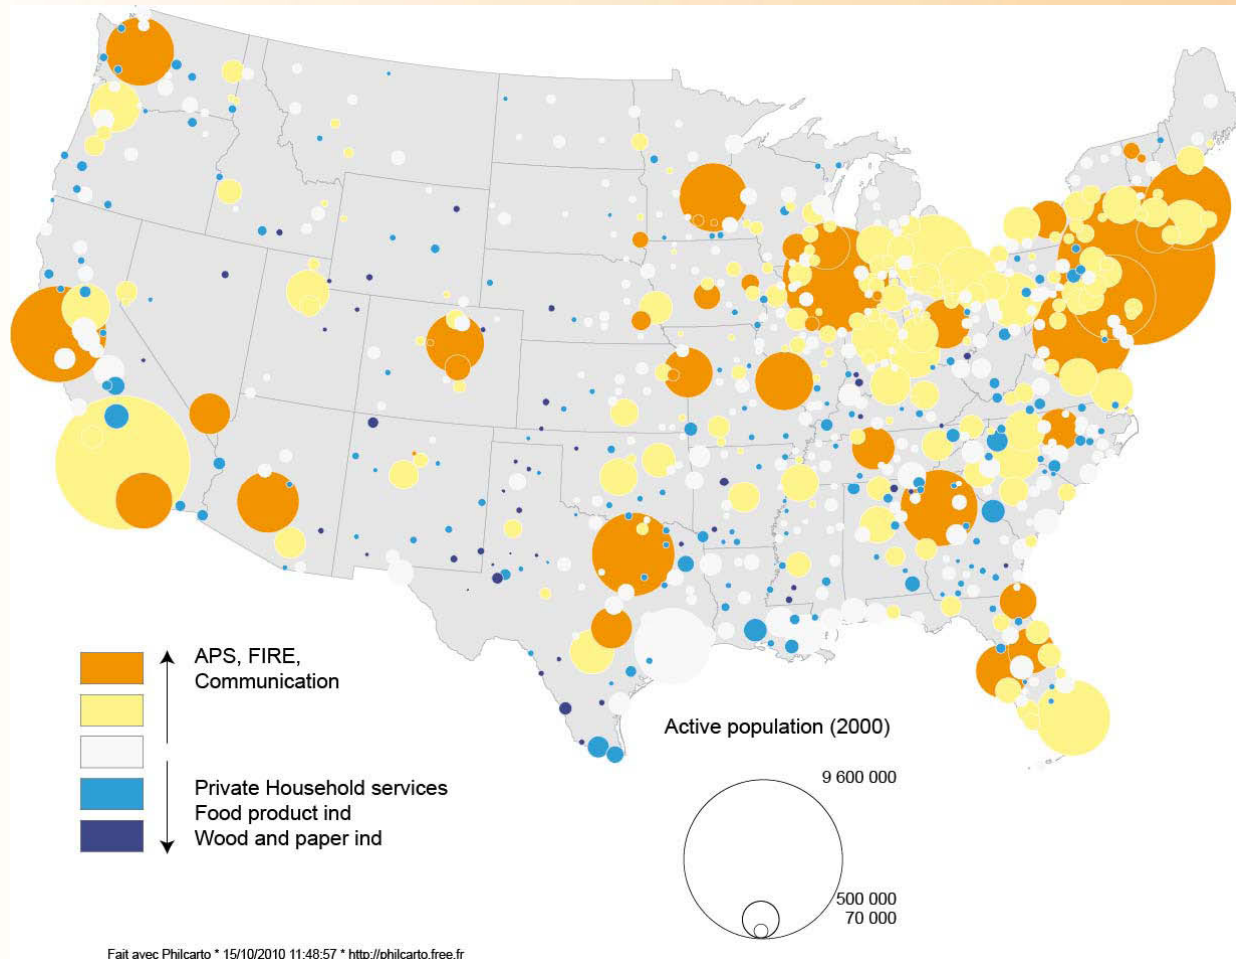 APS, FIRE,
Communication
Private Household services
Food product ind
Wood and paper ind
Active population (2000)
9 600 000
500 000
70 000
Fait avec Philcarto * 15/10/2010 11:48:57 * http://philcarto.free.fr